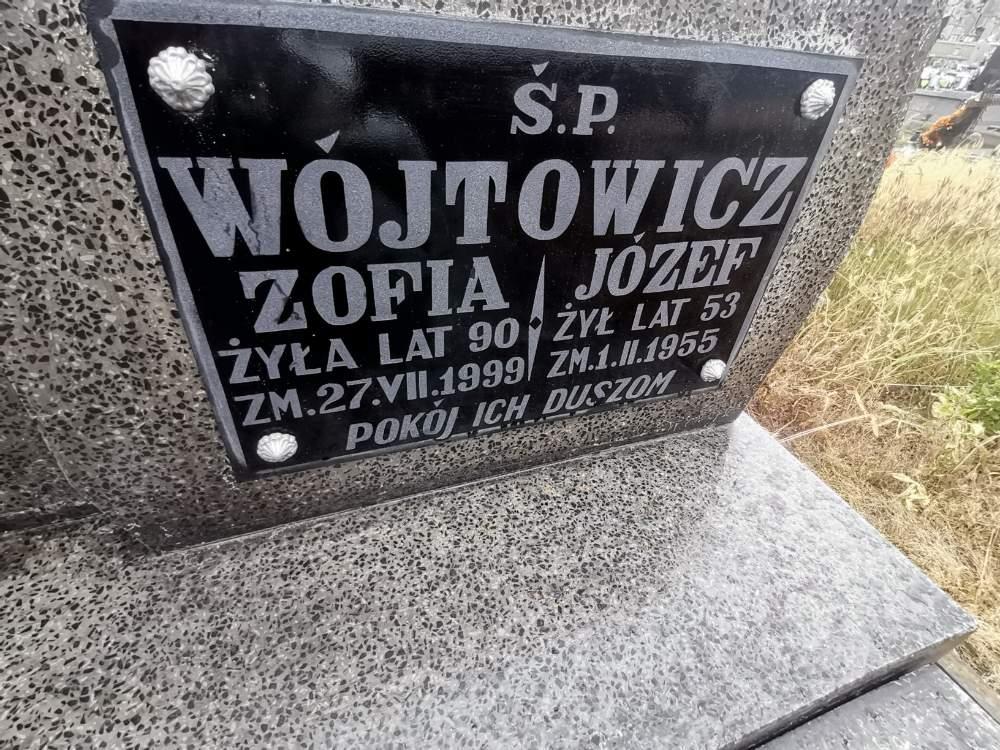 Ś.P.
WÓJTOWICZ
ZOFIA JÓZEF
ŻYŁA LAT 90 ŻYŁ LAT 53
ZM.27.VII.1999 ZM.1.II.1955
POKÓJ ICH DUSZOM